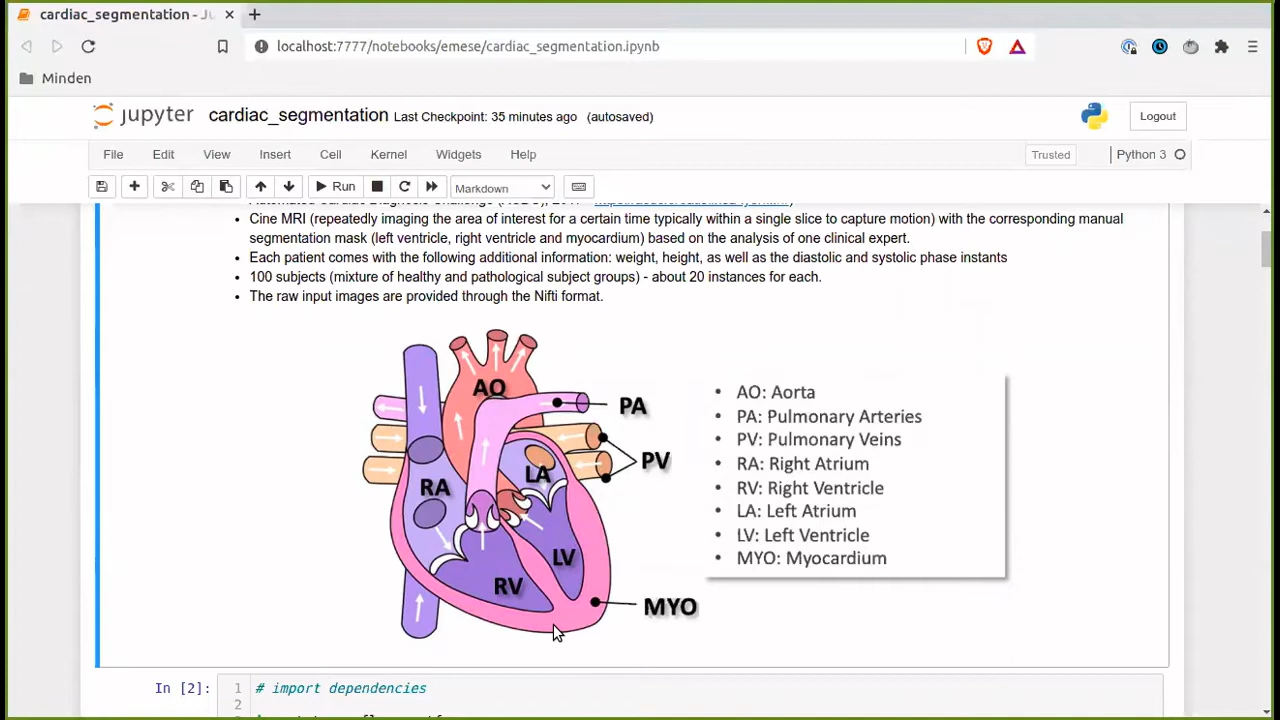 cardiac_segmentation - Ju
localhost:7777/notebooks/emese/cardiac_segmentation.ipynb
Minden
jupyter cardiac_segmentation Last Checkpoint: 35 minutes ago (autosaved)
Logout
File Edit View Insert Cell Kernel Widgets Help
Trusted
Python 3
Run
Markdown
• Cine MRI (repeatedly imaging the area of interest for a certain time typically within a single slice to capture motion) with the corresponding manual
segmentation mask (left ventricle, right ventricle and myocardium) based on the analysis of one clinical expert.
• Each patient comes with the following additional information: weight, height, as well as the diastolic and systolic phase instants
• 100 subjects (mixture of healthy and pathological subject groups) - about 20 instances for each.
• The raw input images are provided through the Nifti format.
AO
PA
PV
LA
RA
LV
RV
MYO
• AO: Aorta
• PA: Pulmonary Arteries
• PV: Pulmonary Veins
• RA: Right Atrium
• RV: Right Ventricle
• LA: Left Atrium
• LV: Left Ventricle
• MYO: Myocardium
In [2]:
1 # import dependencies
2